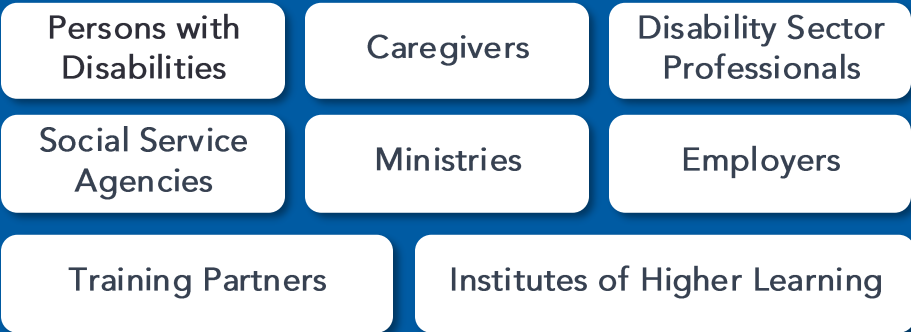 Persons with
Disabilities
Caregivers
Disability Sector
Professionals
Social Service
Agencies
Ministries
Employers
Training Partners
Institutes of Higher Learning